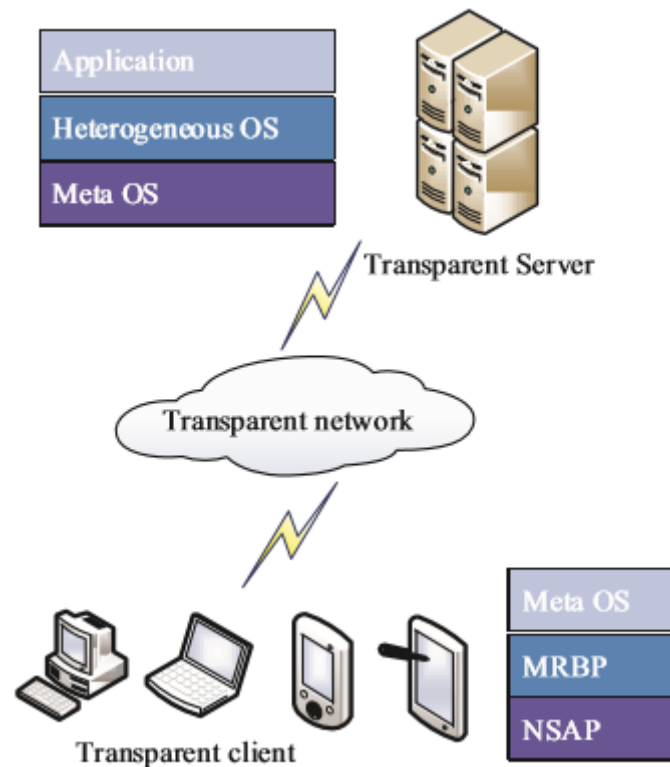 Application
Heterogeneous OS
Meta OS
Transparent Server
Transparent network
Meta OS
MRBP
NSAP
Transparent client